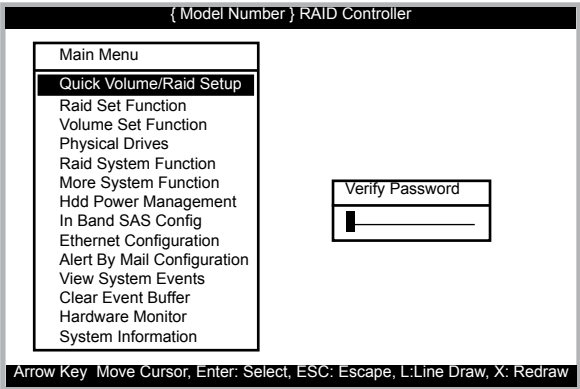 { Model Number } RAID Controller
Main Menu
Quick Volume/Raid Setup
Raid Set Function
Volume Set Function
Physical Drives
Raid System Function
More System Function
Hdd Power Management
In Band SAS Config
Ethernet Configuration
Alert By Mail Configuration
View System Events
Clear Event Buffer
Hardware Monitor
System Information
Verify Password
Arrow Key Move Cursor, Enter: Select, ESC: Escape, L:Line Draw, X: Redraw